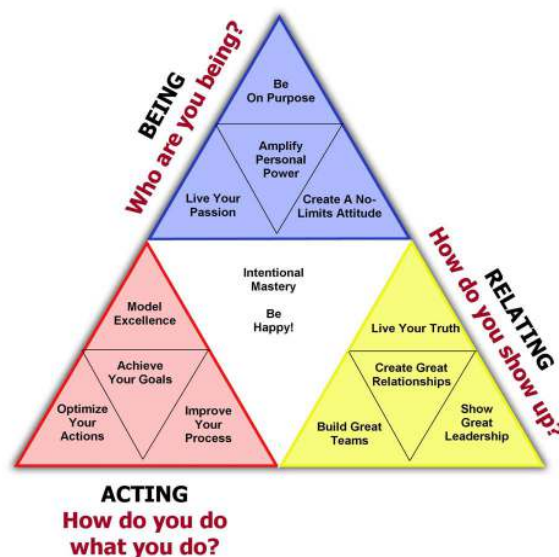 BEING
Who are you being?
Be
On Purpose
Amplify
Personal
Power
Live Your
Passion
Create A No-
Limits Attitude
Intentional
Mastery
Be
Happy!
RELATING
How do you show up?
Model
Excellence
Achieve
Your Goals
Optimize
Your
Actions
Improve
Your
Process
Live Your Truth
Create Great
Relationships
Build Great
Teams
Show
Great
Leadership
ACTING
How do you do
what you do?